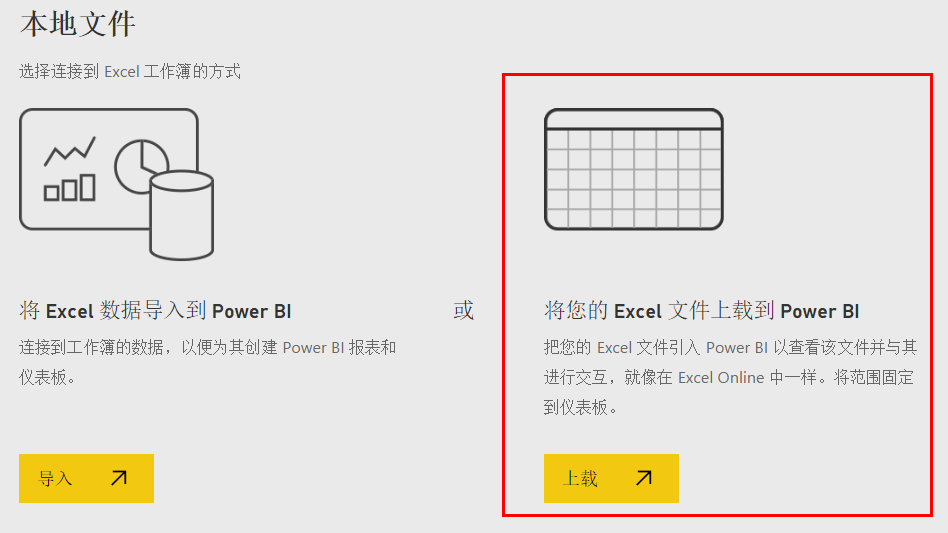 本地文件
选择连接到 Excel 工作簿的方式
将 Excel 数据导入到 Power BI
连接到工作簿的数据，以便为其创建 Power BI 报表和
仪表板。
导入
或
将您的 Excel 文件上载到 Power BI
把您的 Excel 文件引入 Power BI 以查看该文件并与其
进行交互，就像在 Excel Online 中一样。将范围固定
到仪表板。
上载